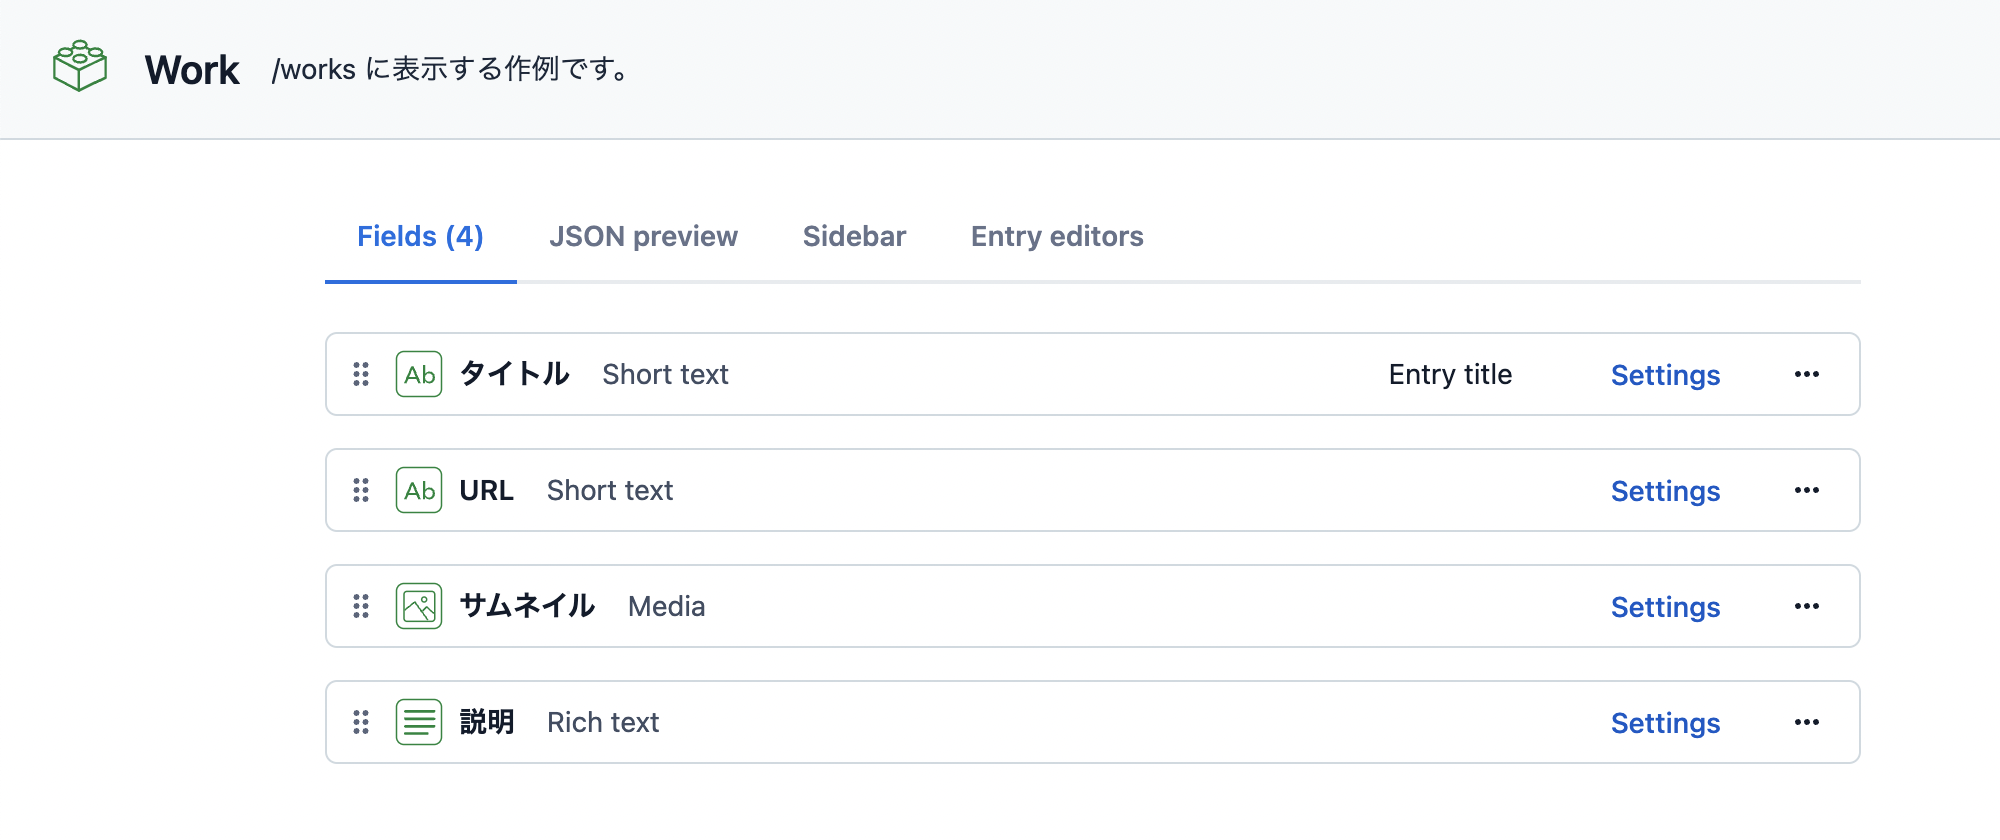 Work /works に表示する作例です。
Fields (4) JSON preview Sidebar Entry editors
Ab タイトル Short text Entry title Settings
Ab URL Short text Settings
サムネイル Media Settings
説明 Rich text Settings